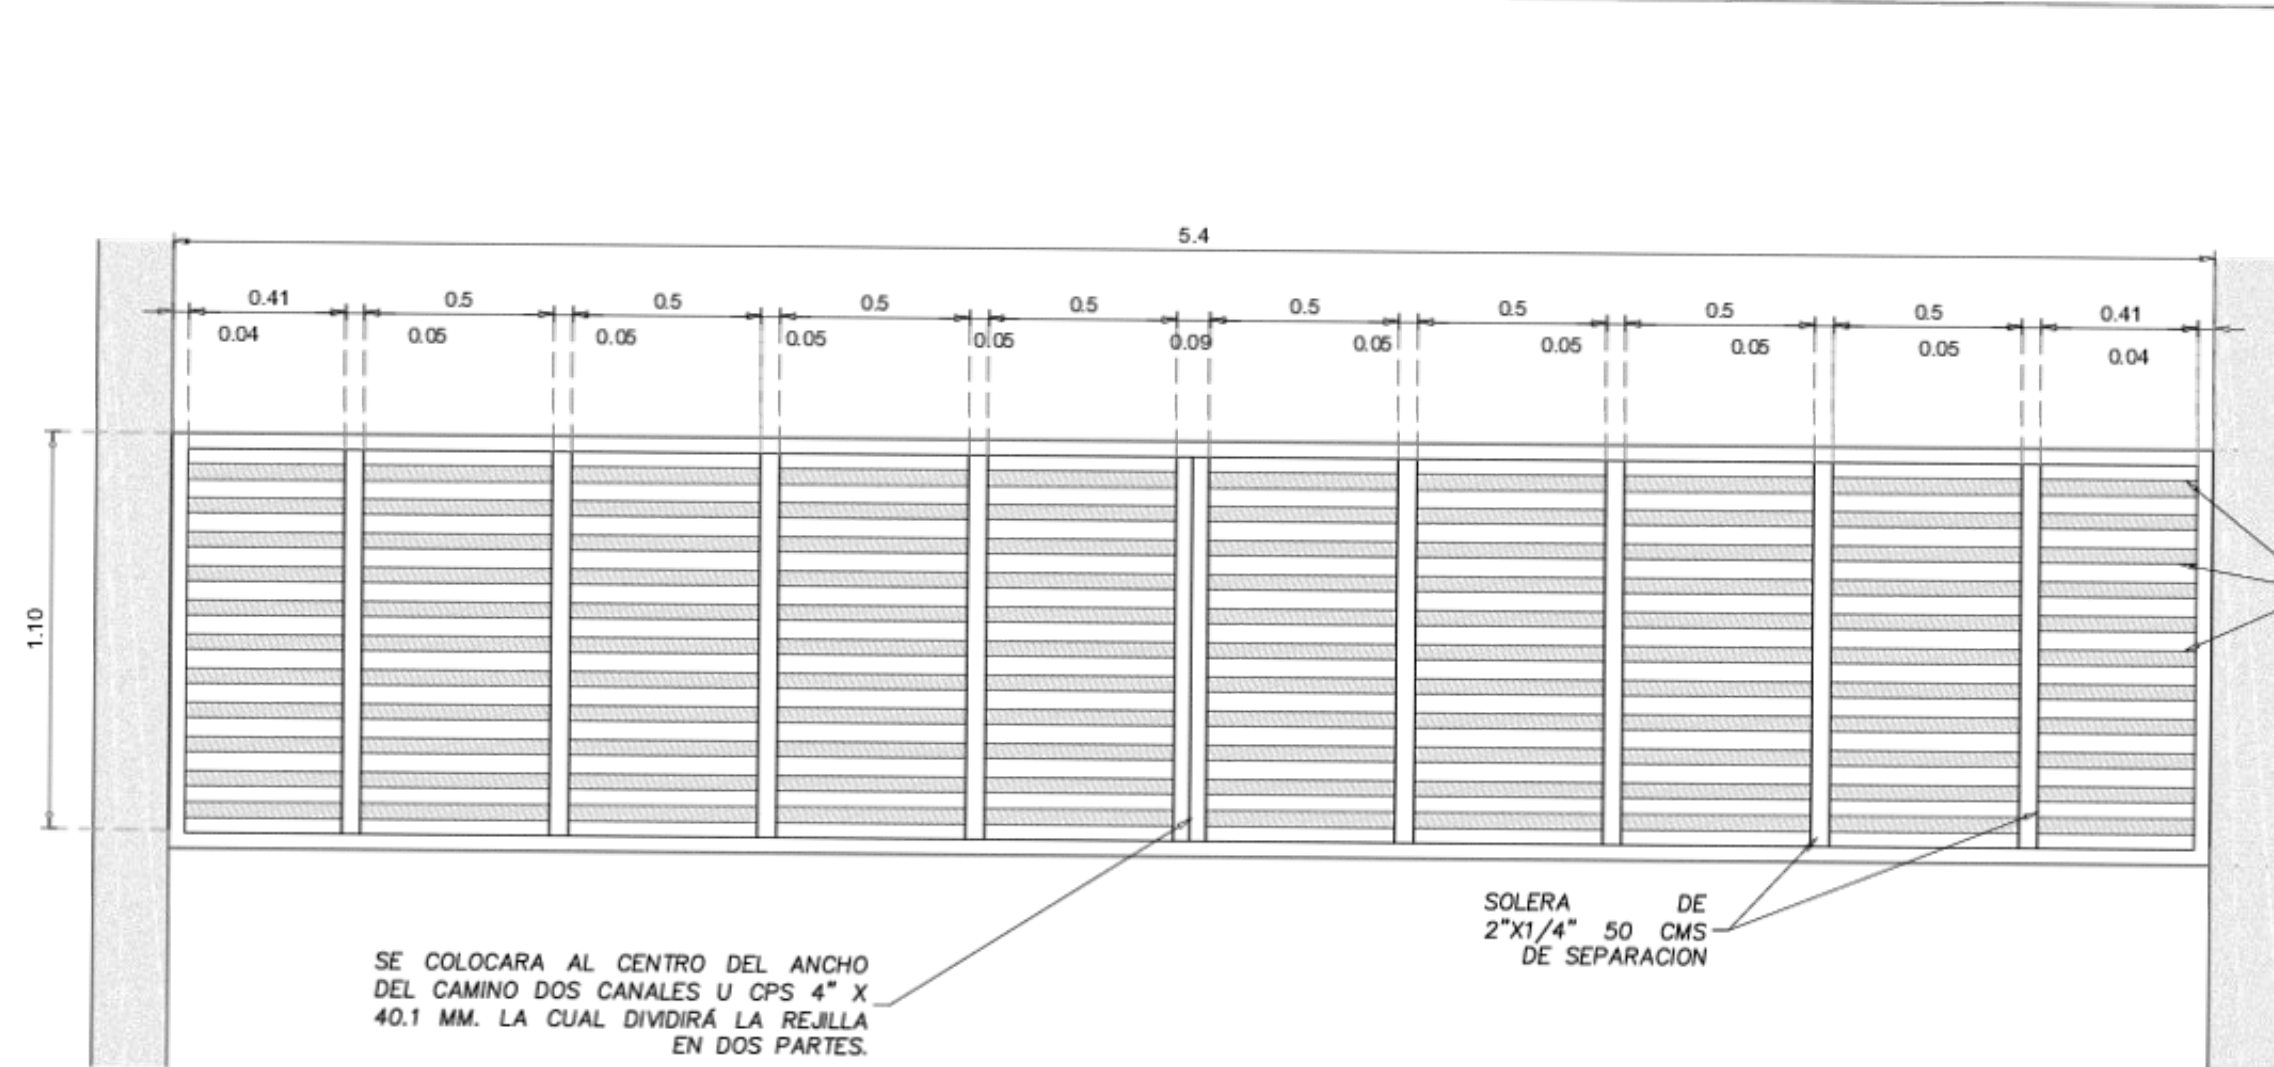 5.4
0.41 0.5 0.5 0.5 0.5 0.5 0.5 0.5 0.5 0.41
0.04 0.05 0.05 0.05 0.05 0.09 0.05 0.05 0.05 0.05 0.04
1.10
SOLERA DE
2"X1/4" 50 CMS
DE SEPARACION
SE COLOCARA AL CENTRO DEL ANCHO
DEL CAMINO DOS CANALES U CPS 4" X
40.1 MM. LA CUAL DIVIDIRÁ LA REJILLA
EN DOS PARTES.